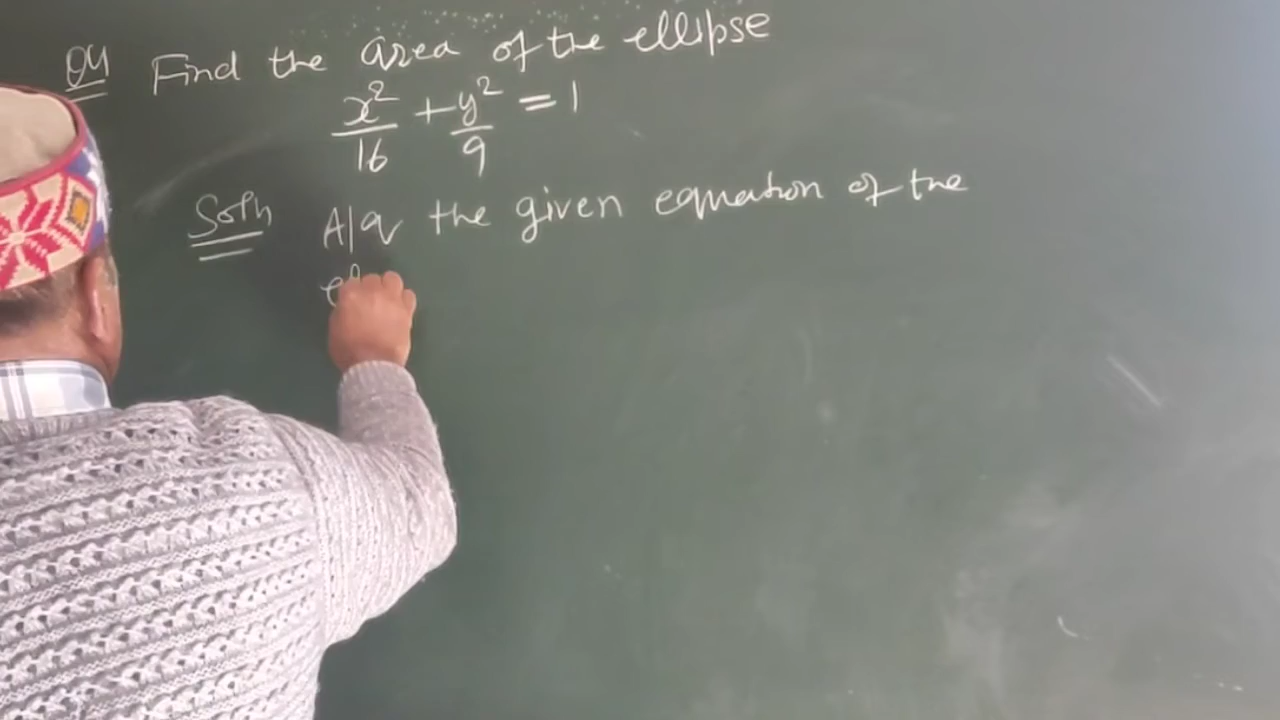 Q4 Find the area of the ellipse
x²/16 + y²/9 = 1
Soln A/q the given equation of the